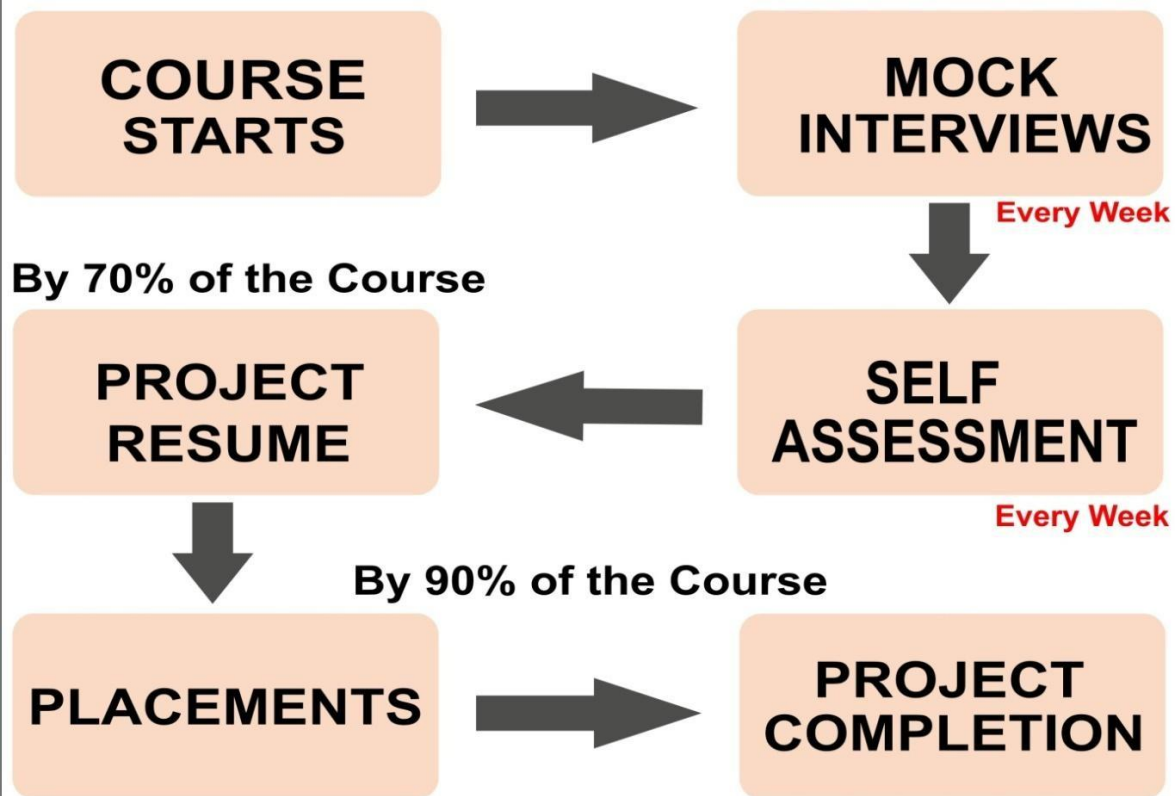 COURSE
STARTS
MOCK
INTERVIEWS
Every Week
SELF
ASSESSMENT
Every Week
By 70% of the Course
PROJECT
RESUME
By 90% of the Course
PLACEMENTS
PROJECT
COMPLETION